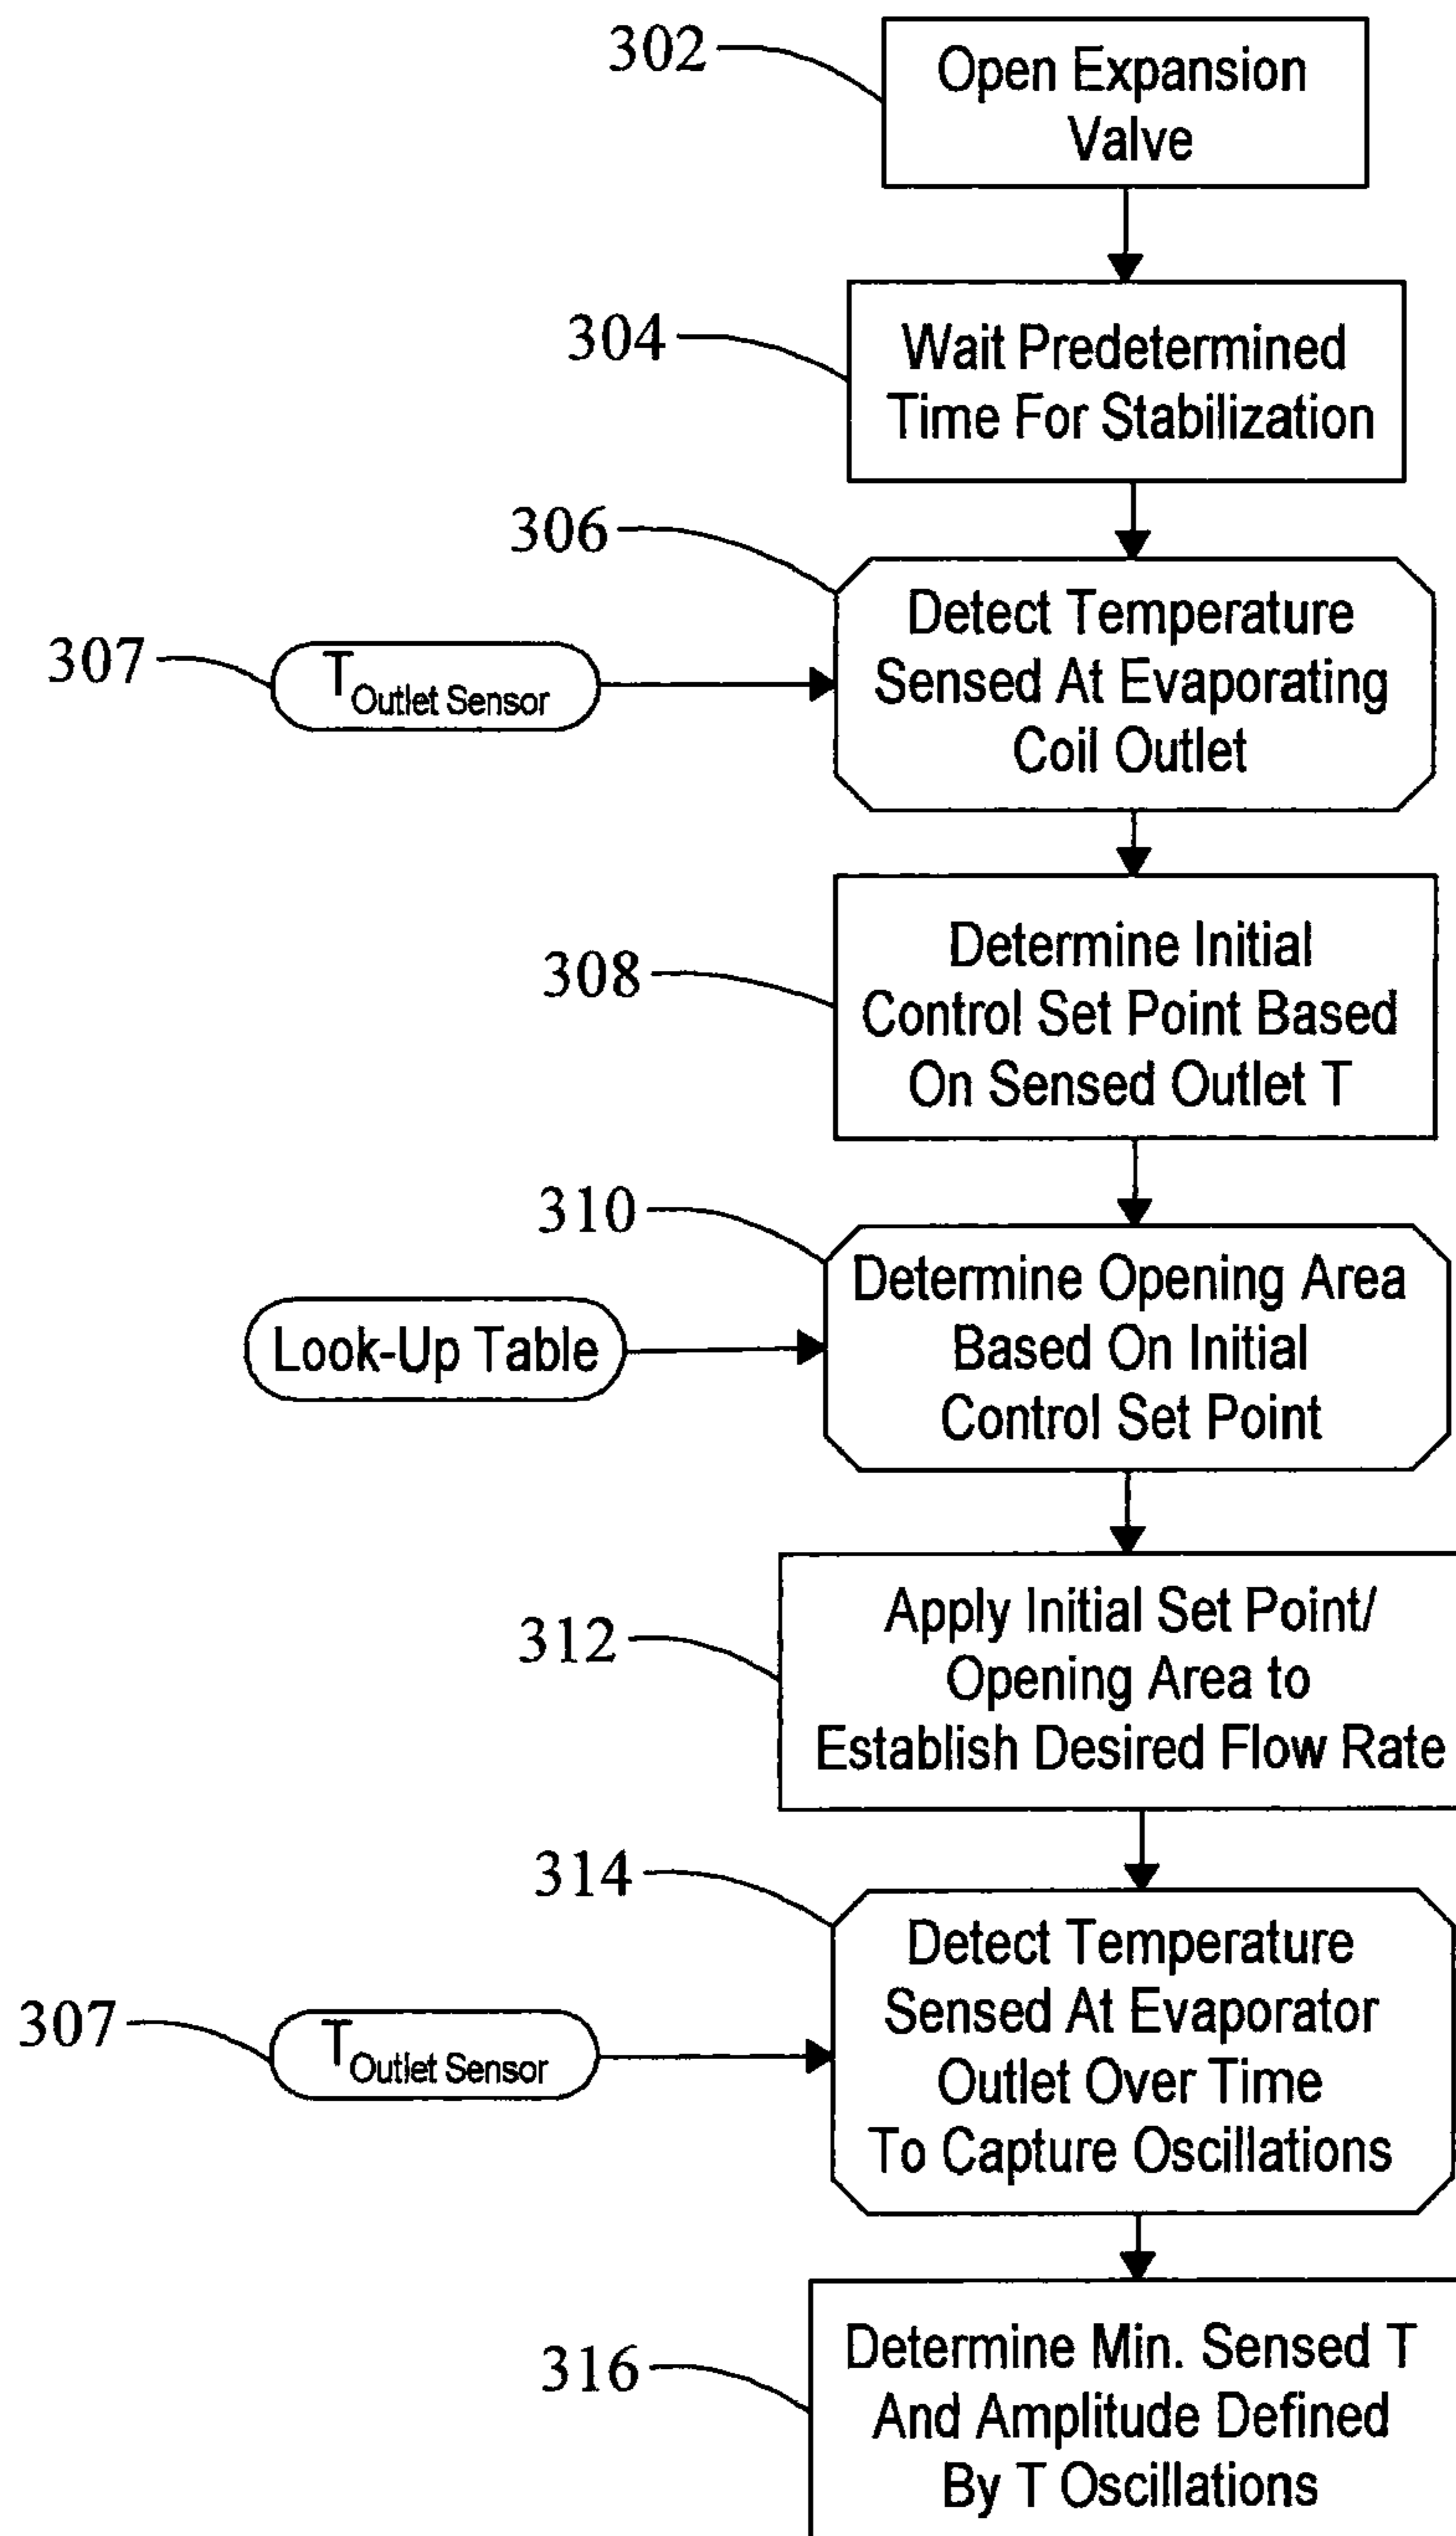 302
Open Expansion
Valve
304
Wait Predetermined
Time For Stabilization
306
Detect Temperature
Sensed At Evaporating
Coil Outlet
307
T Outlet Sensor
308
Determine Initial
Control Set Point Based
On Sensed Outlet T
310
Determine Opening Area
Based On Initial
Control Set Point
Look-Up Table
312
Apply Initial Set Point/
Opening Area to
Establish Desired Flow Rate
314
Detect Temperature
Sensed At Evaporator
Outlet Over Time
To Capture Oscillations
307
T Outlet Sensor
316
Determine Min. Sensed T
And Amplitude Defined
By T Oscillations